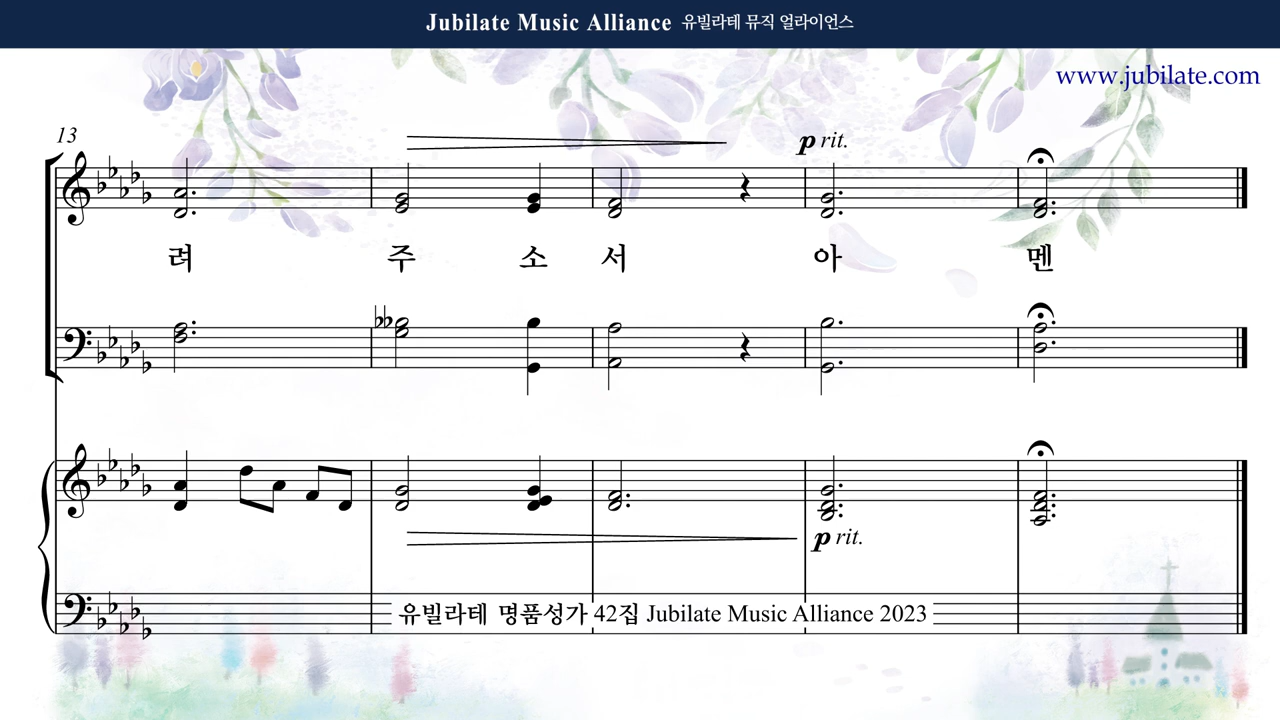 Jubilate Music Alliance 유빌라테 뮤직 얼라이언스
www.jubilate.com
13
p rit.
려 주 소 서 아 멘
p rit.
유빌라테 명품성가 42집 Jubilate Music Alliance 2023